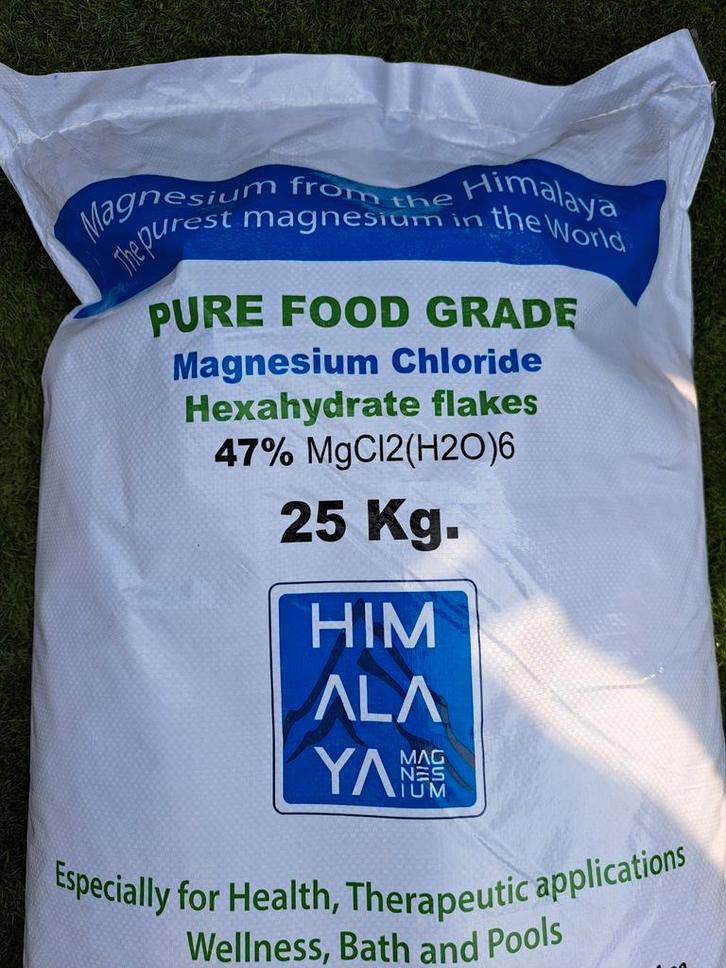 Magnesium from the Himalaya
The purest magnesium in the World
PURE FOOD GRADE
Magnesium Chloride
Hexahydrate flakes
47% MgCl2(H2O)6
25 Kg.
HIM
ALA
YA
MAG
NES
IUM
Especially for Health, Therapeutic applications
Wellness, Bath and Pools